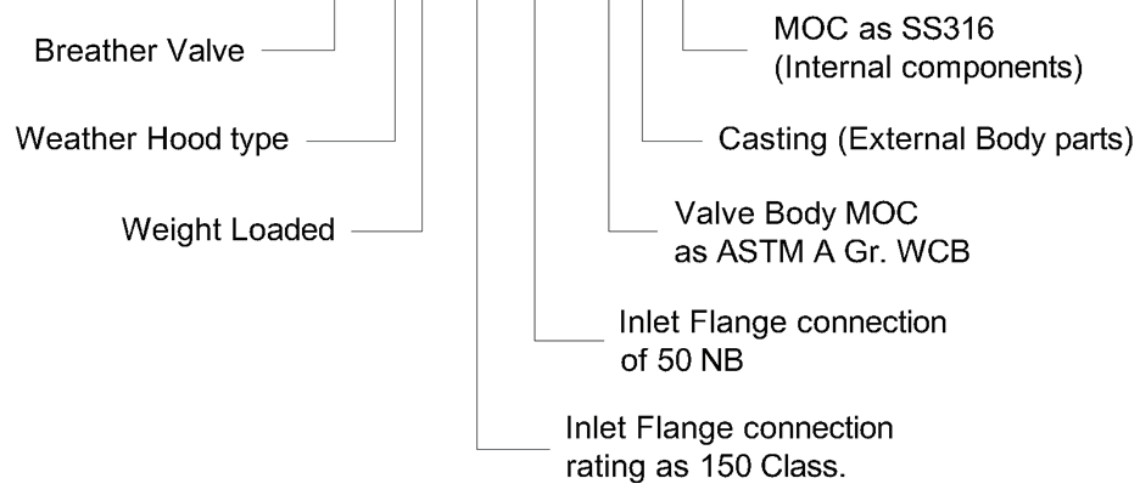 Breather Valve
MOC as SS316
(Internal components)
Weather Hood type
Casting (External Body parts)
Weight Loaded
Valve Body MOC
as ASTM A Gr. WCB
Inlet Flange connection
of 50 NB
Inlet Flange connection
rating as 150 Class.